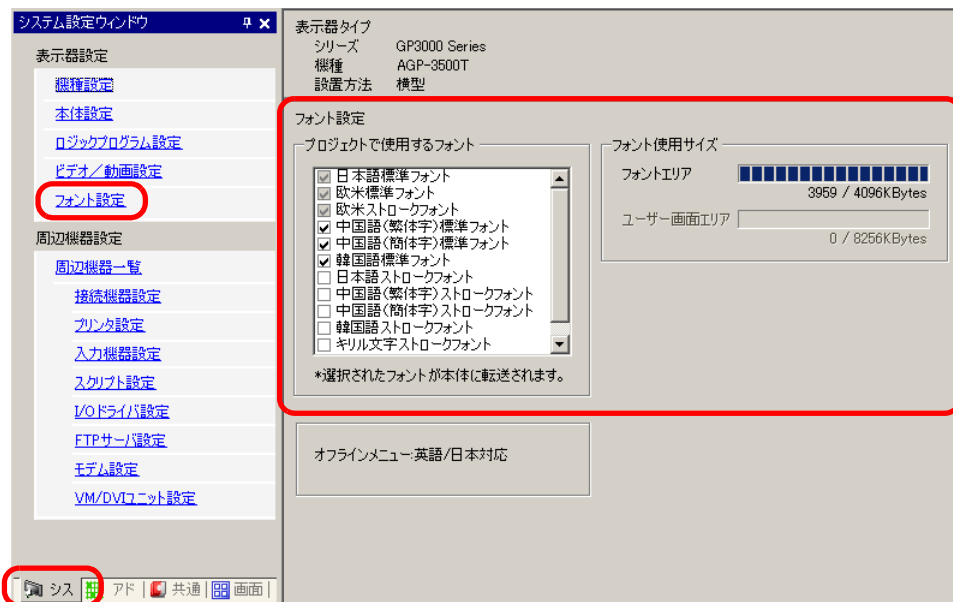 システム設定ウィンドウ
表示器設定
機種設定
本体設定
ロジックプログラム設定
ビデオ／動画設定
フォント設定
周辺機器設定
周辺機器一覧
接続機器設定
プリンタ設定
入力機器設定
スクリプト設定
I/Oドライバ設定
FTPサーバ設定
モデム設定
VM/DVIユニット設定
シス アド 共通 画面
表示器タイプ
シリーズ GP3000 Series
機種 AGP-3500T
設置方法 横型
フォント設定
プロジェクトで使用するフォント
日本語標準フォント
欧米標準フォント
欧米ストロークフォント
中国語(繁体字)標準フォント
中国語(簡体字)標準フォント
韓国語標準フォント
日本語ストロークフォント
中国語(繁体字)ストロークフォント
中国語(簡体字)ストロークフォント
韓国語ストロークフォント
キリル文字ストロークフォント
*選択されたフォントが本体に転送されます。
フォント使用サイズ
フォントエリア
3959 / 4096KBytes
ユーザー画面エリア
0 / 8256KBytes
オフラインメニュー:英語/日本対応